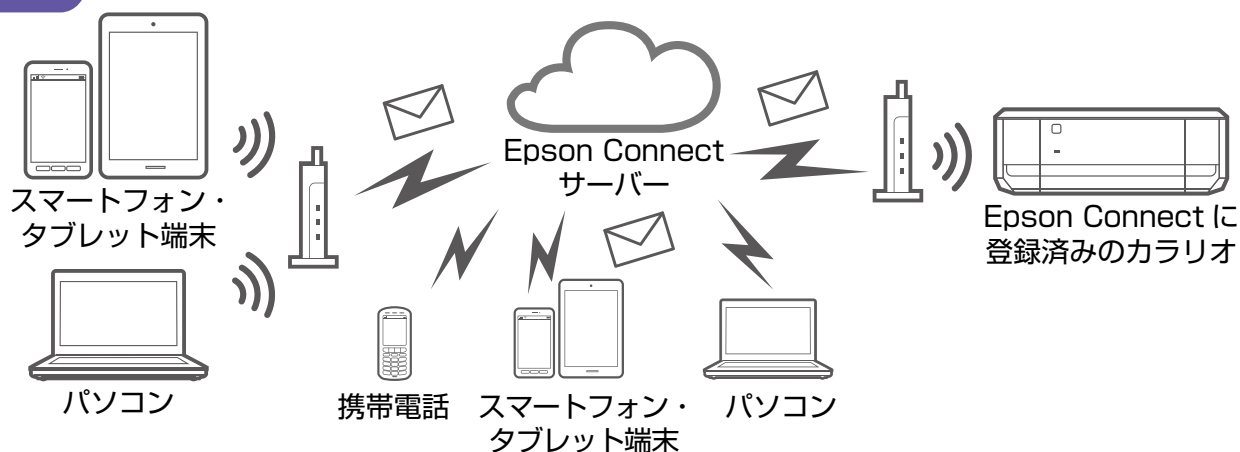 Epson Connect
サーバー
スマートフォン・
タブレット端末
Epson Connect に
登録済みのカラリオ
パソコン
携帯電話
スマートフォン・
タブレット端末
パソコン